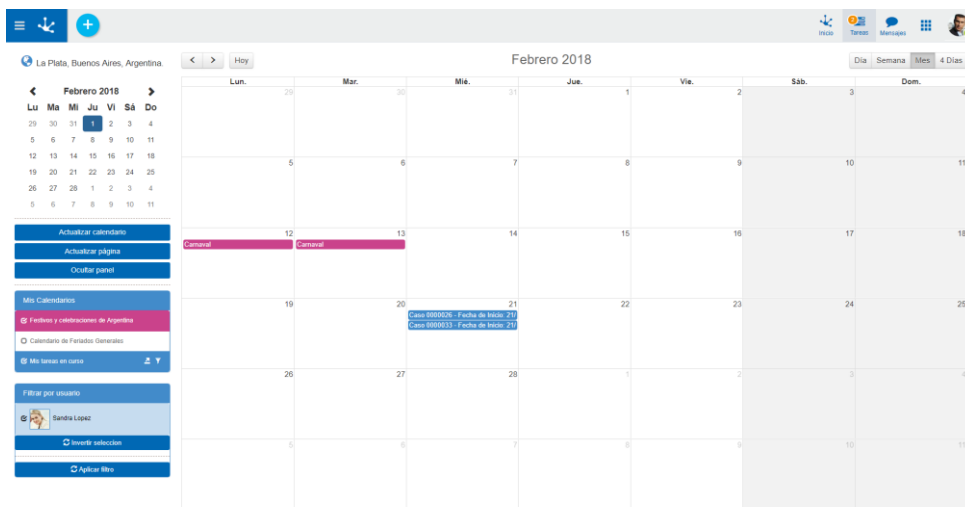 Inicio
2
Tareas
Mensajes
La Plata, Buenos Aires, Argentina.
Febrero 2018
Lu Ma Mi Ju Vi Sá Do
29 30 31 1 2 3 4
5 6 7 8 9 10 11
12 13 14 15 16 17 18
19 20 21 22 23 24 25
26 27 28 1 2 3 4
5 6 7 8 9 10 11
Actualizar calendario
Actualizar página
Ocultar panel
Mis Calendarios
Festivos y celebraciones de Argentina
Calendario de Feriados Generales
Mis tareas en curso
Filtrar por usuario
Sandra Lopez
Invertir seleccion
Aplicar filtro
Hoy
Febrero 2018
Día Semana Mes 4 Días
Lun. Mar. Mié. Jue. Vie. Sáb. Dom.
29 30 31 1 2 3 4
5 6 7 8 9 10 11
12 13 14 15 16 17 18
Carnaval Carnaval
19 20 21 22 23 24 25
Caso 0000026 - Fecha de Inicio: 21/
Caso 0000033 - Fecha de Inicio: 21/
26 27 28 1 2 3 4
5 6 7 8 9 10 11